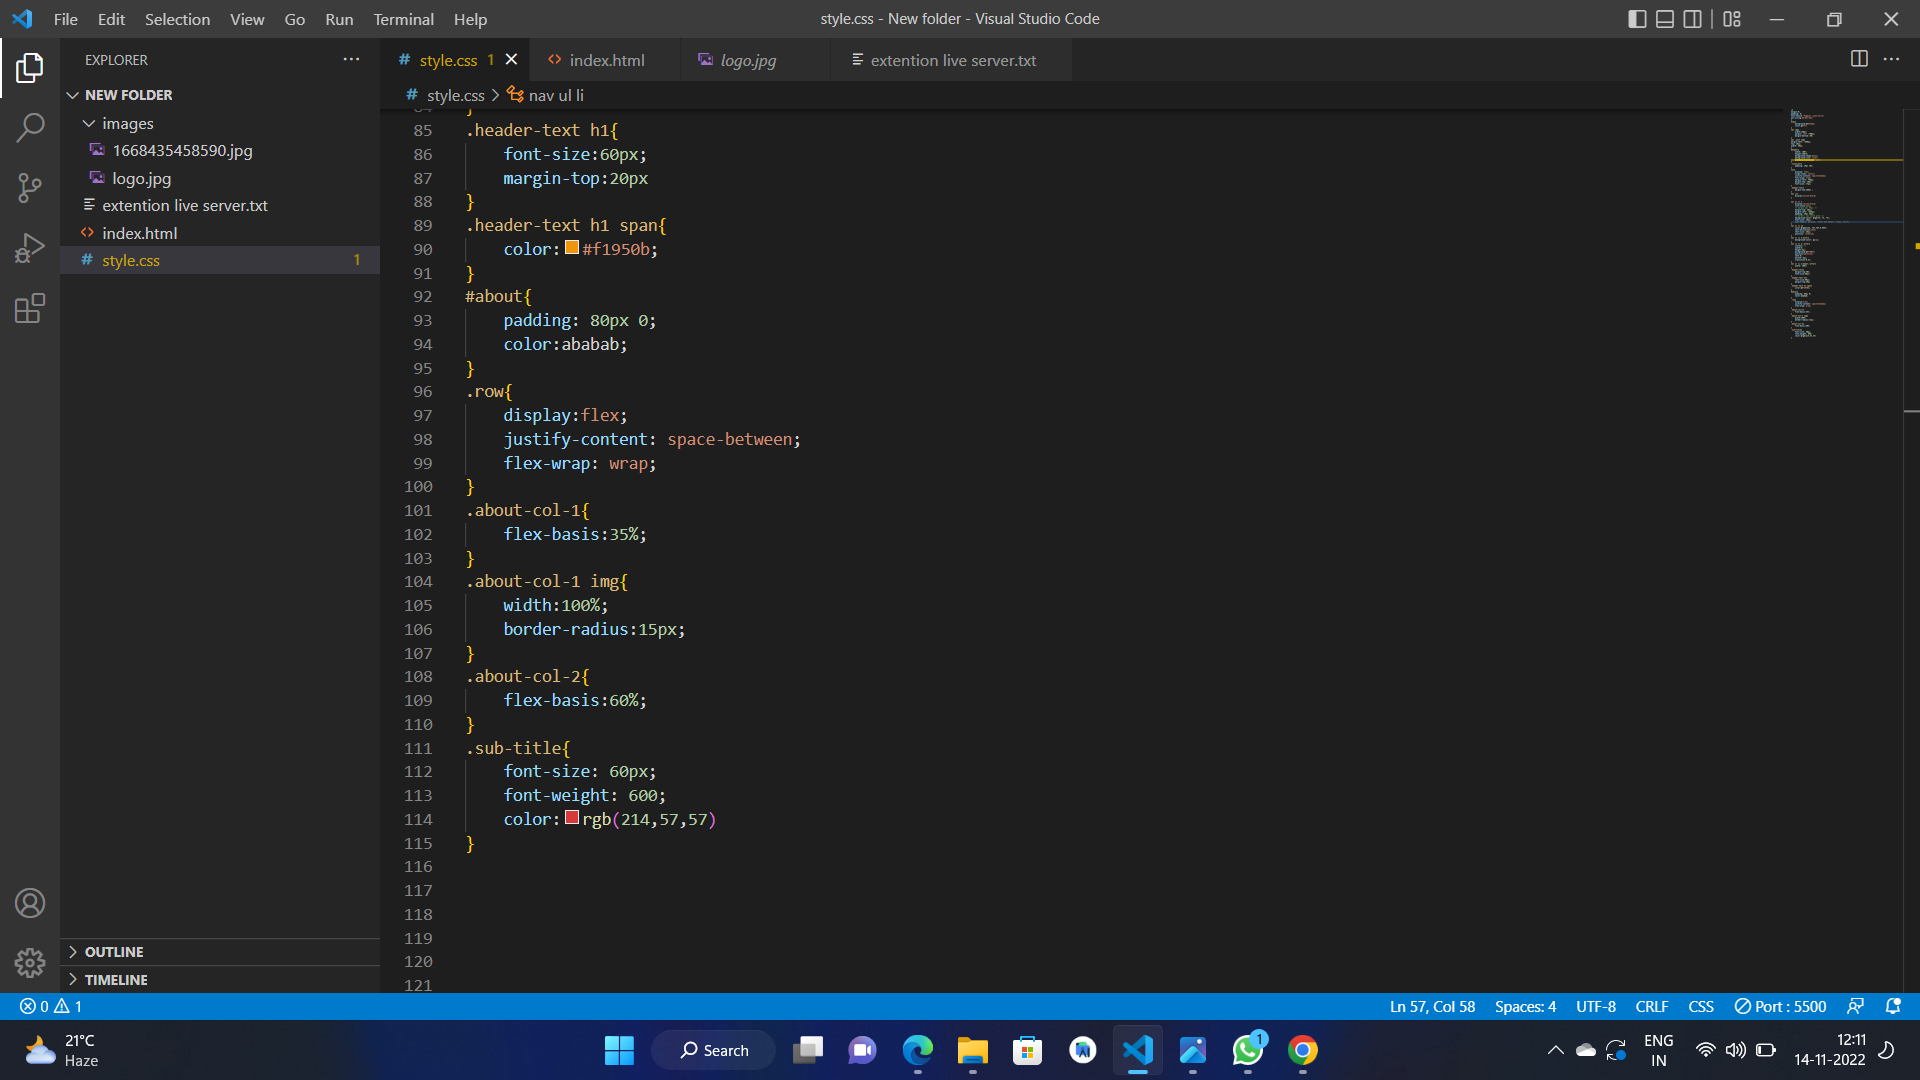 File Edit Selection View Go Run Terminal Help
style.css - New folder - Visual Studio Code
EXPLORER
NEW FOLDER
images
1668435458590.jpg
logo.jpg
extention live server.txt
index.html
style.css 1
OUTLINE
TIMELINE
style.css 1 index.html logo.jpg extention live server.txt
style.css > nav ul li
85 .header-text h1{
86 font-size:60px;
87 margin-top:20px
88 }
89 .header-text h1 span{
90 color: #f1950b;
91 }
92 #about{
93 padding: 80px 0;
94 color:ababab;
95 }
96 .row{
97 display:flex;
98 justify-content: space-between;
99 flex-wrap: wrap;
100 }
101 .about-col-1{
102 flex-basis:35%;
103 }
104 .about-col-1 img{
105 width:100%;
106 border-radius:15px;
107 }
108 .about-col-2{
109 flex-basis:60%;
110 }
111 .sub-title{
112 font-size: 60px;
113 font-weight: 600;
114 color: rgb(214,57,57)
115 }
116
117
118
119
120
121
0 1 Ln 57, Col 58 Spaces: 4 UTF-8 CRLF CSS Port : 5500
21°C
Haze
Search
1
ENG
IN
12:11
14-11-2022